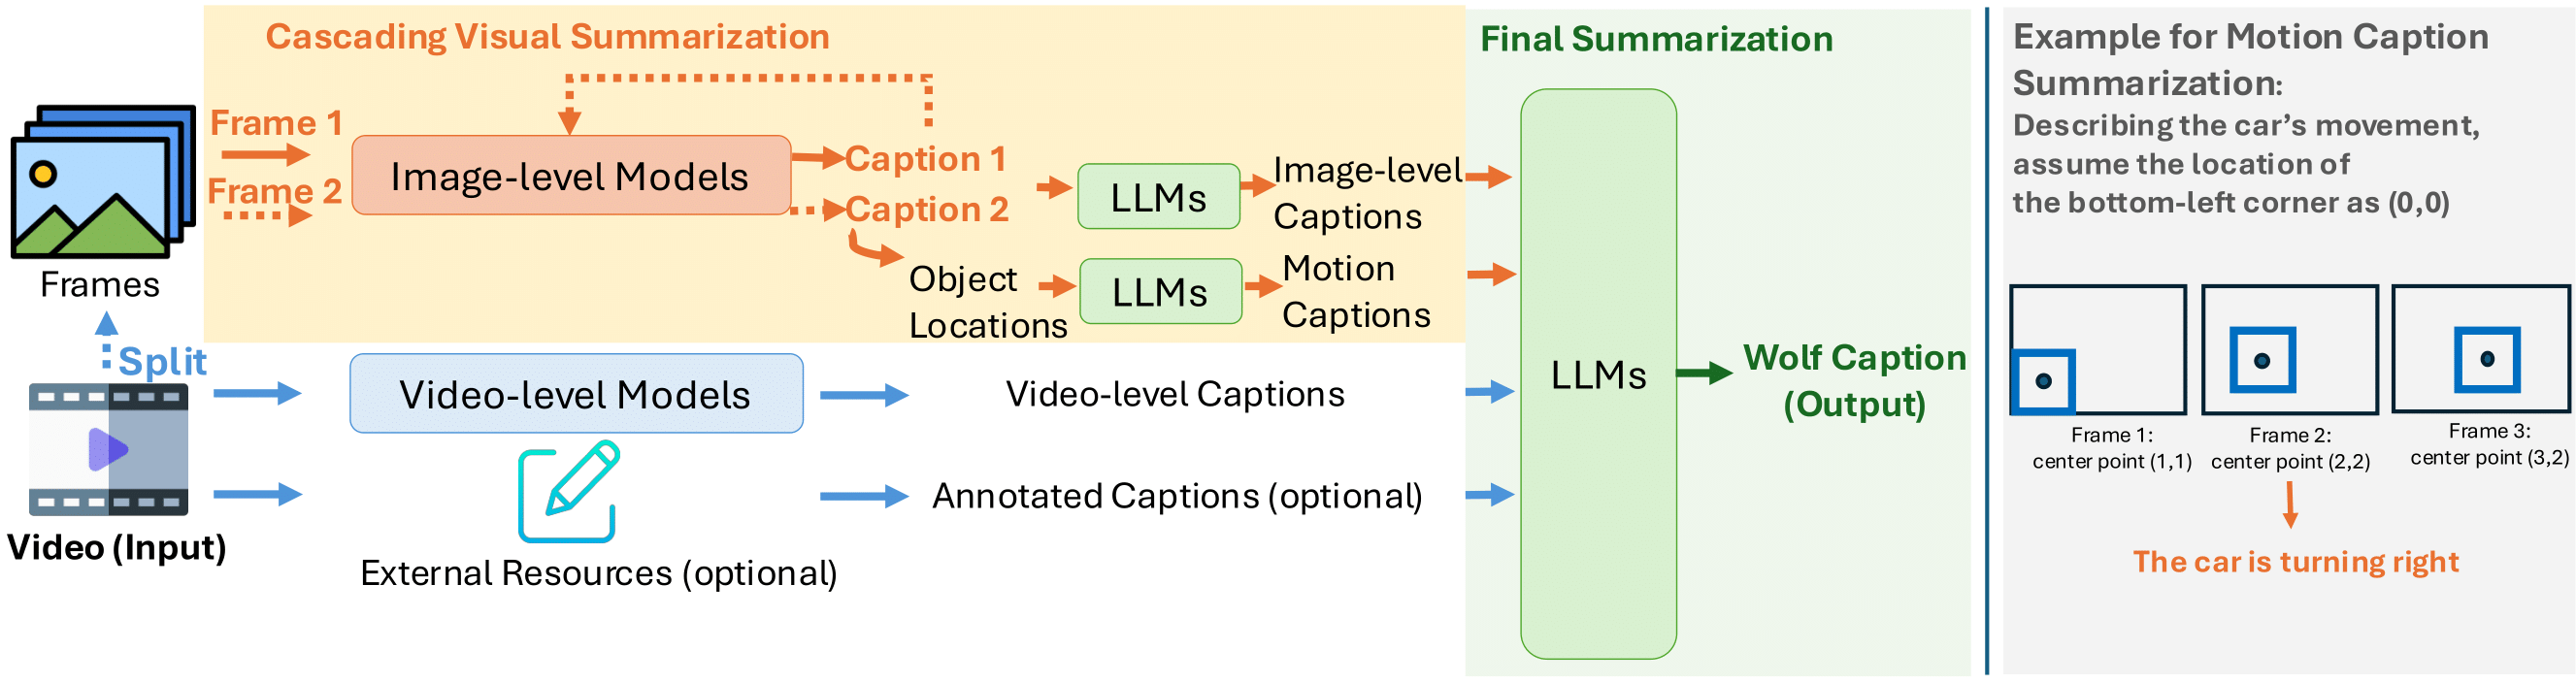 Cascading Visual Summarization
Frame 1
Frame 2
Frames
Image-level Models
Caption 1
Caption 2
LLMs
Image-level
Captions
Object
Locations
LLMs
Motion
Captions
Split
Video (Input)
Video-level Models
Video-level Captions
External Resources (optional)
Annotated Captions (optional)
Final Summarization
LLMs
Wolf Caption
(Output)
Example for Motion Caption
Summarization:
Describing the car's movement,
assume the location of
the bottom-left corner as (0,0)
Frame 1:
center point (1,1)
Frame 2:
center point (2,2)
Frame 3:
center point (3,2)
The car is turning right